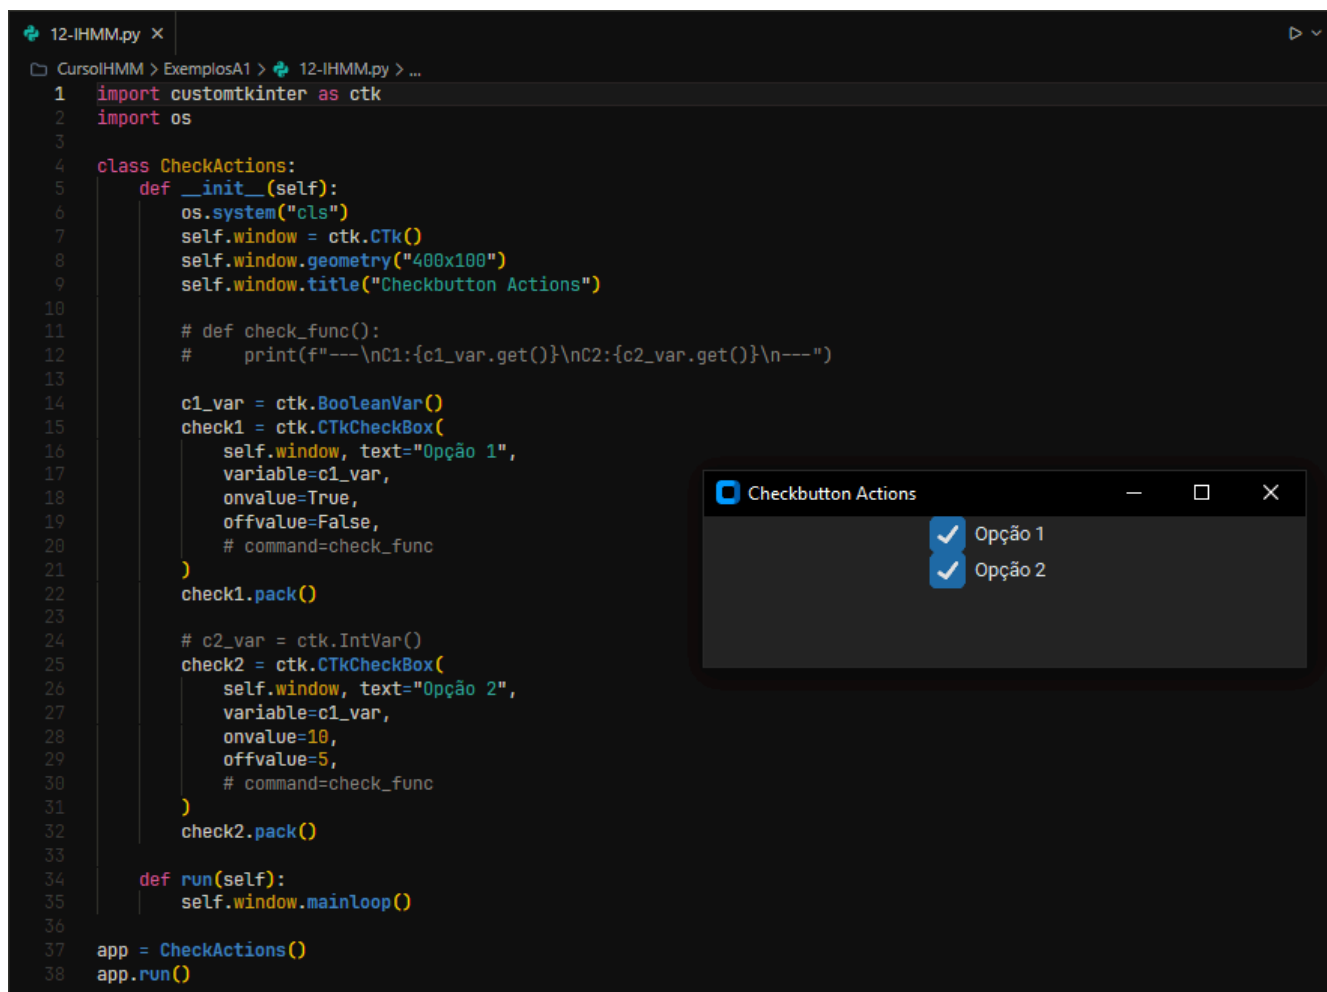 12-IHMM.py
CursoIHMM > ExemplosA1 > 12-IHMM.py > ...
1 import customtkinter as ctk
2 import os
3
4 class CheckActions:
5     def __init__(self):
6         os.system("cls")
7         self.window = ctk.CTk()
8         self.window.geometry("400x100")
9         self.window.title("Checkbutton Actions")
10
11         # def check_func():
12         #     print(f"---\nC1:{c1_var.get()}\nC2:{c2_var.get()}\n---")
13
14         c1_var = ctk.BooleanVar()
15         check1 = ctk.CTkCheckBox(
16             self.window, text="Opção 1",
17             variable=c1_var,
18             onvalue=True,
19             offvalue=False,
20             # command=check_func
21         )
22         check1.pack()
23
24         # c2_var = ctk.IntVar()
25         check2 = ctk.CTkCheckBox(
26             self.window, text="Opção 2",
27             variable=c1_var,
28             onvalue=10,
29             offvalue=5,
30             # command=check_func
31         )
32         check2.pack()
33
34     def run(self):
35         self.window.mainloop()
36
37 app = CheckActions()
38 app.run()
Checkbutton Actions
Opção 1
Opção 2